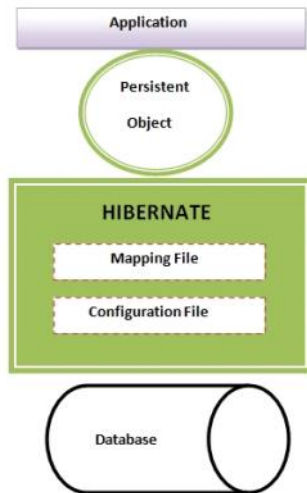 Application
Persistent
Object
HIBERNATE
Mapping File
Configuration File
Database